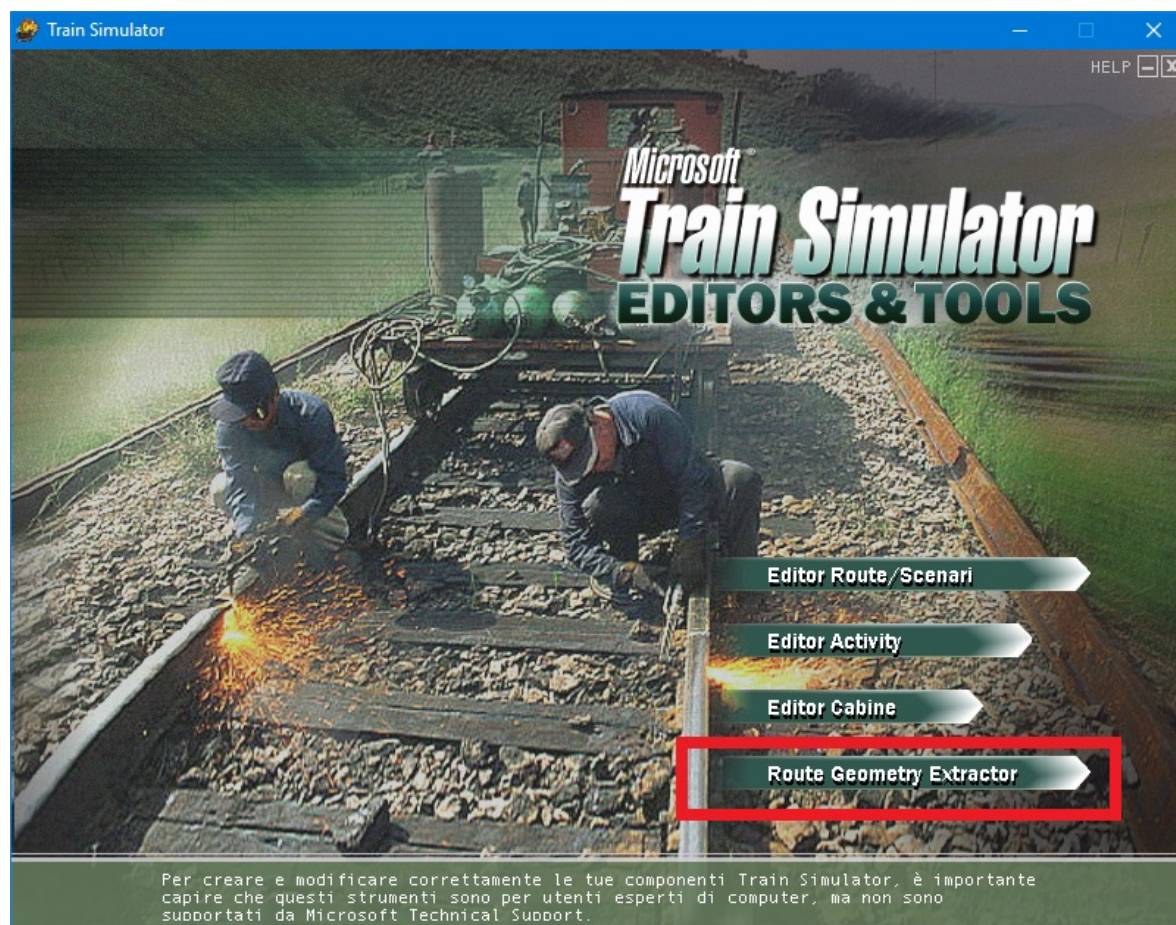 Train Simulator
HELP
Microsoft®
Train Simulator
EDITORS & TOOLS
Editor Route/Scenari
Editor Activity
Editor Cabine
Route Geometry Extractor
Per creare e modificare correttamente le tue componenti Train Simulator, è importante
capire che questi strumenti sono per utenti esperti di computer, ma non sono
supportati da Microsoft Technical Support.